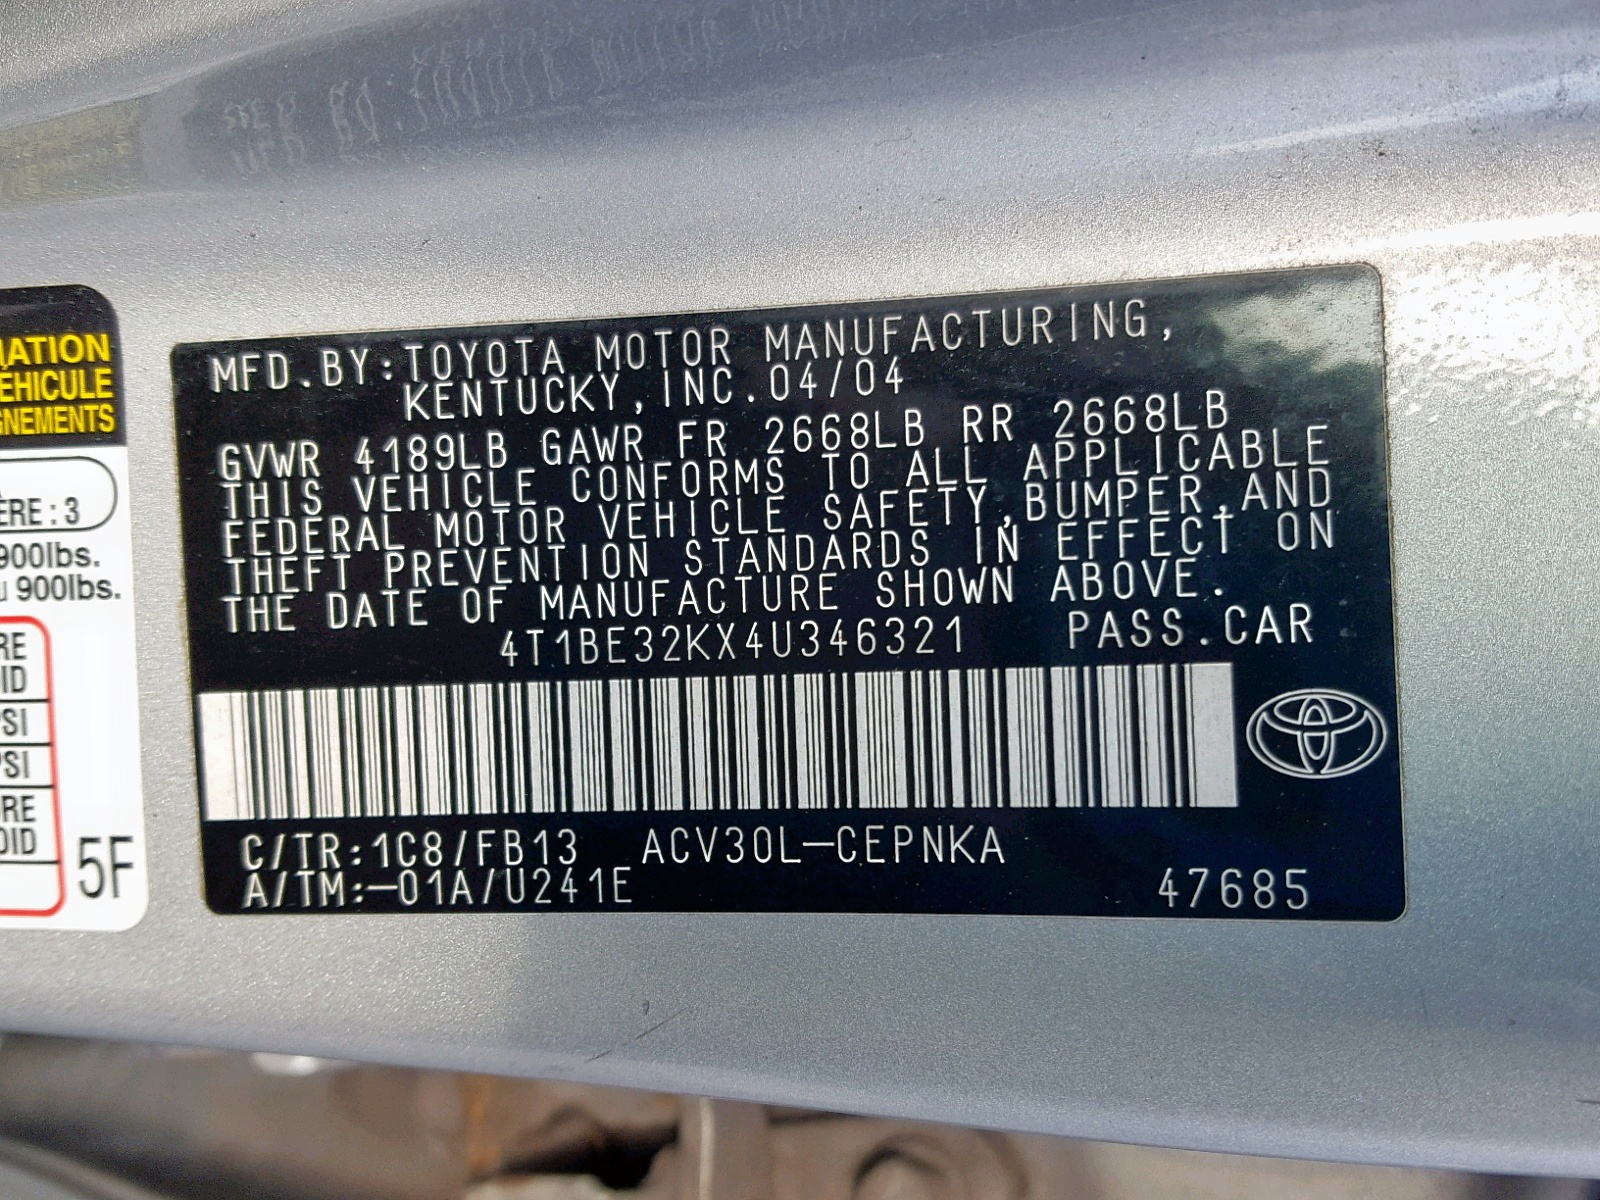 MATION
VEHICULE
GNEMENTS
ERE : 3
900lbs.
u 900lbs.
RE
ID
PSI
PSI
RE
OID
5F
MFD.BY:TOYOTA MOTOR MANUFACTURING,
KENTUCKY,INC.04/04
GVWR 4189LB GAWR FR 2668LB RR 2668LB
THIS VEHICLE CONFORMS TO ALL APPLICABLE
FEDERAL MOTOR VEHICLE SAFETY,BUMPER,AND
THEFT PREVENTION STANDARDS IN EFFECT ON
THE DATE OF MANUFACTURE SHOWN ABOVE.
4T1BE32KX4U346321 PASS.CAR
C/TR:1C8/FB13 ACV30L-CEPNKA
A/TM:-01A/U241E 47685